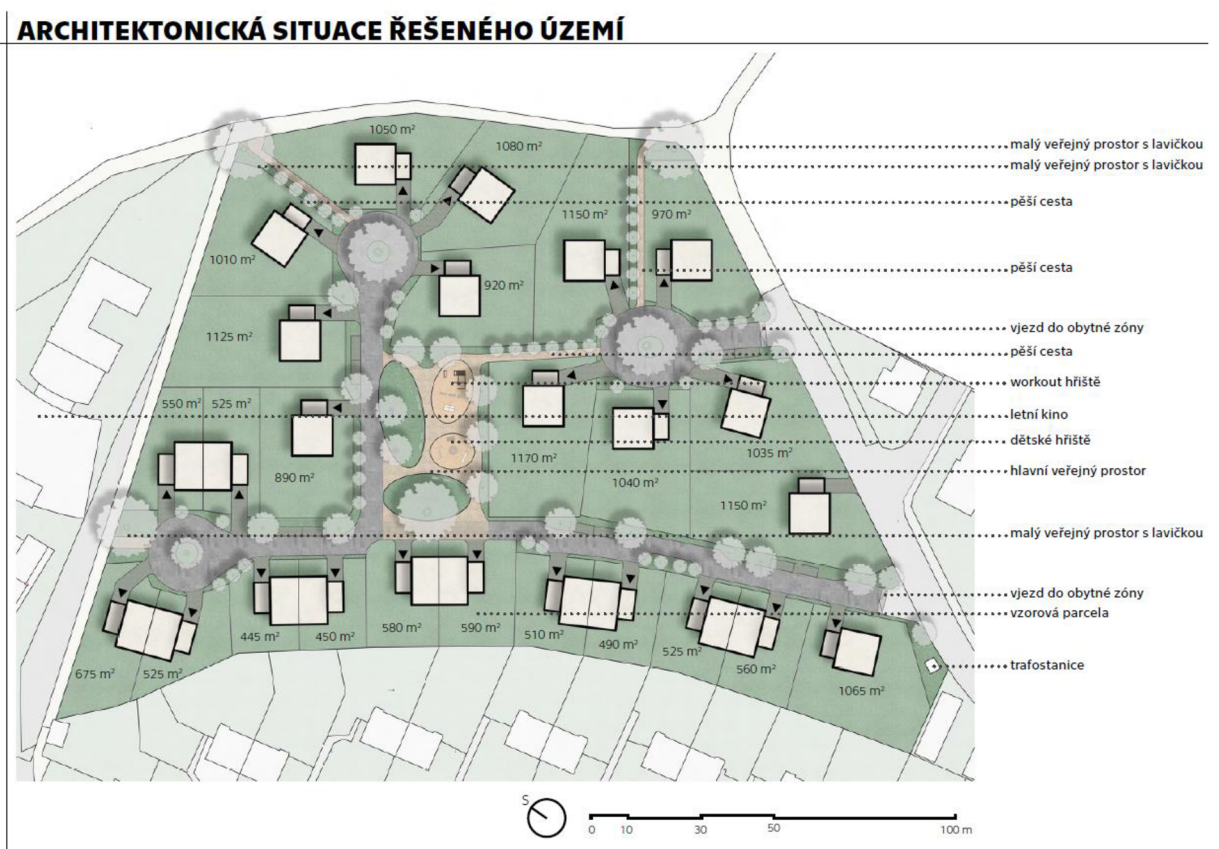 ARCHITEKTONICKÁ SITUACE ŘEŠENÉHO ÚZEMÍ
1050 m²
1080 m²
malý veřejný prostor s lavičkou
malý veřejný prostor s lavičkou
pěší cesta
1150 m²
970 m²
1010 m²
pěší cesta
920 m²
vjezd do obytné zóny
1125 m²
pěší cesta
workout hřiště
550 m²
525 m²
letní kino
dětské hřiště
1035 m²
1170 m²
hlavní veřejný prostor
890 m²
1040 m²
1150 m²
malý veřejný prostor s lavičkou
vjezd do obytné zóny
vzorová parcela
445 m²
450 m²
580 m²
590 m²
510 m²
490 m²
525 m²
560 m²
trafostanice
675 m²
525 m²
1065 m²
S
0 10 30 50 100 m